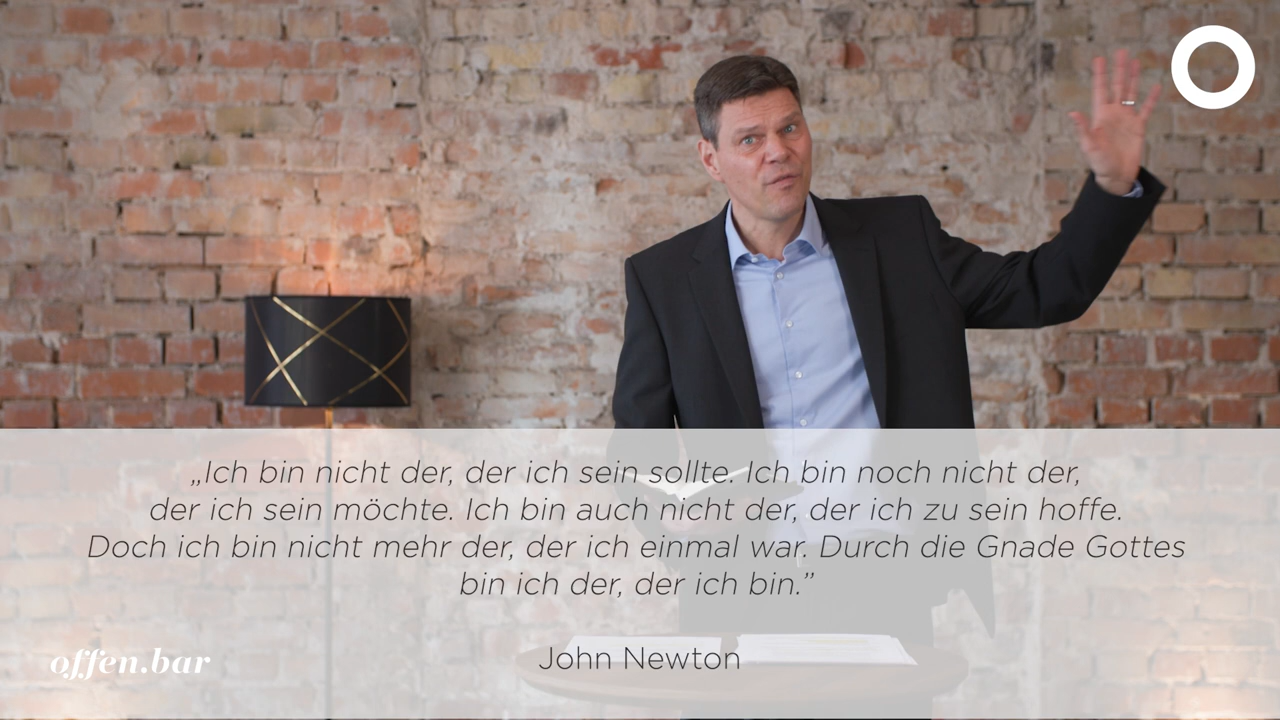 „Ich bin nicht der, der ich sein sollte. Ich bin noch nicht der,
der ich sein möchte. Ich bin auch nicht der, der ich zu sein hoffe.
Doch ich bin nicht mehr der, der ich einmal war. Durch die Gnade Gottes
bin ich der, der ich bin.”
John Newton
offen.bar